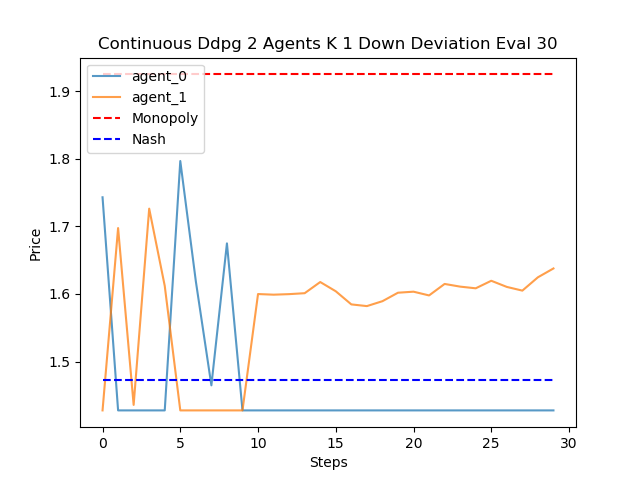 Continuous Ddpg 2 Agents K 1 Down Deviation Eval 30
agent_0
agent_1
Monopoly
Nash
Price
1.9
1.8
1.7
1.6
1.5
0 5 10 15 20 25 30
Steps